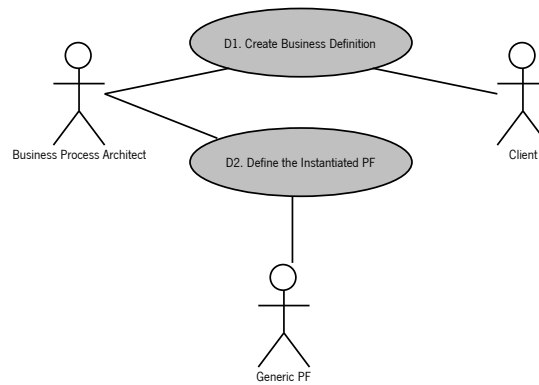 D1. Create Business Definition
Business Process Architect
Client
D2. Define the Instantiated PF
Generic PF